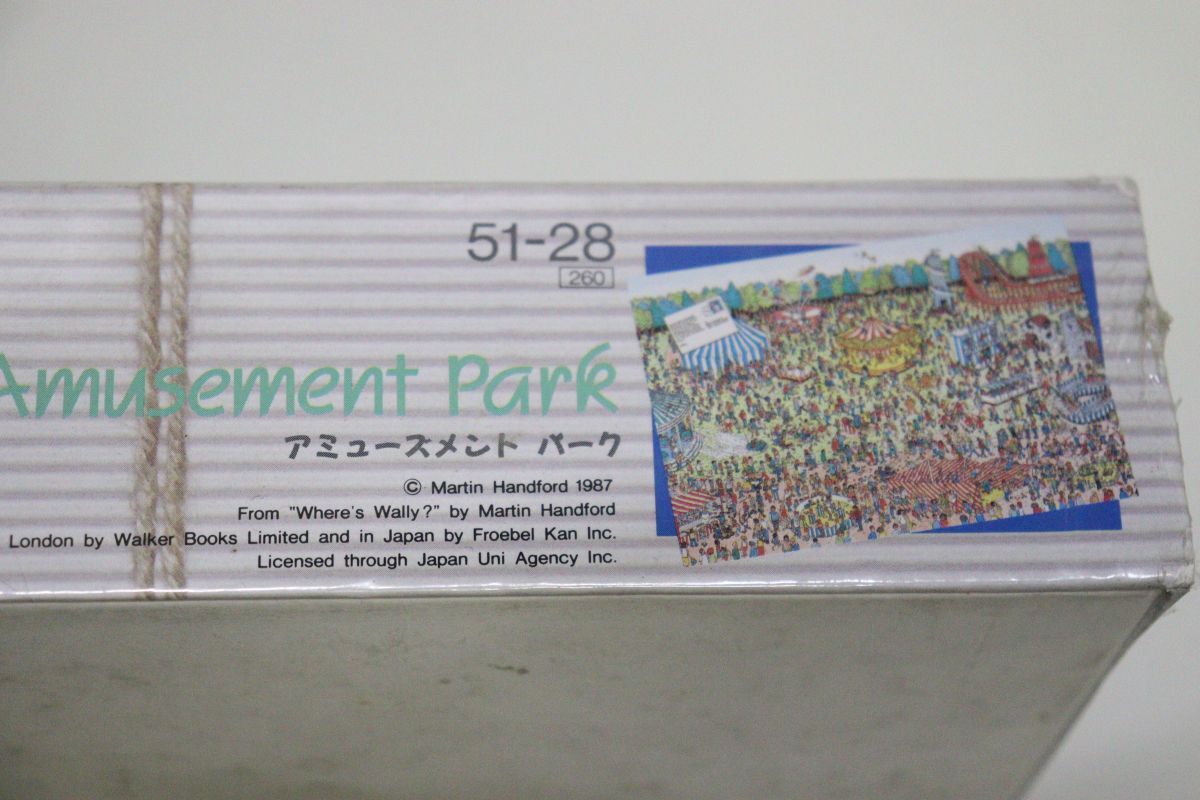 51-28
260
Amusement Park
アミューズメント パーク
© Martin Handford 1987
From "Where's Wally?" by Martin Handford
London by Walker Books Limited and in Japan by Froebel Kan Inc.
Licensed through Japan Uni Agency Inc.